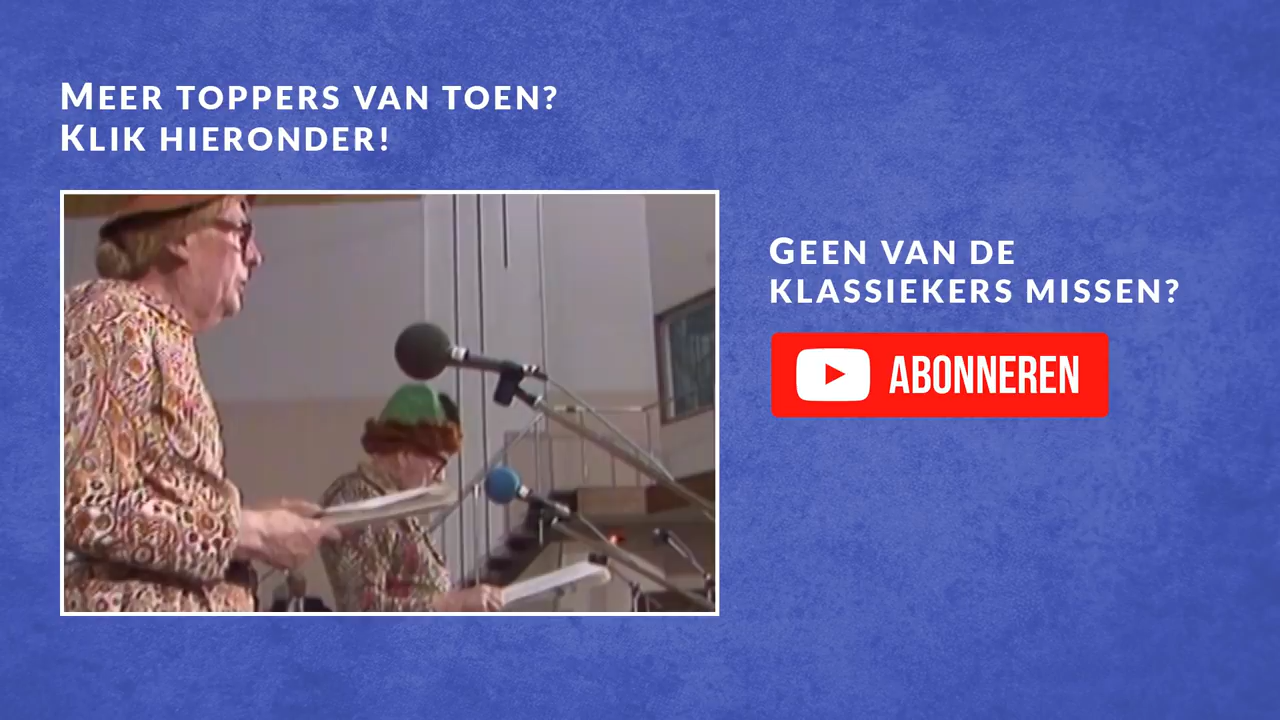 MEER TOPPERS VAN TOEN?
KLIK HIERONDER!
GEEN VAN DE
KLASSIEKERS MISSEN?
ABONNEREN